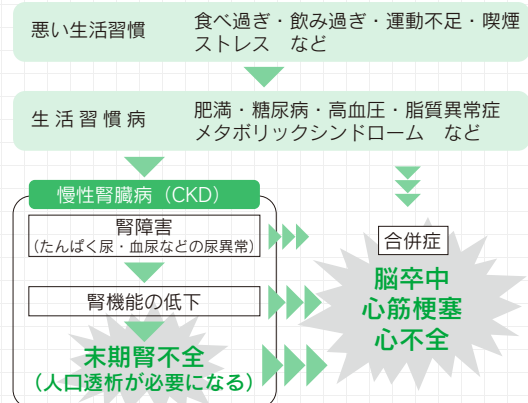 悪い生活習慣
食べ過ぎ・飲み過ぎ・運動不足・喫煙
ストレス　など
生活習慣病
肥満・糖尿病・高血圧・脂質異常症
メタボリックシンドローム　など
慢性腎臓病（CKD）
腎障害
（たんぱく尿・血尿などの尿異常）
腎機能の低下
末期腎不全
（人口透析が必要になる）
合併症
脳卒中
心筋梗塞
心不全